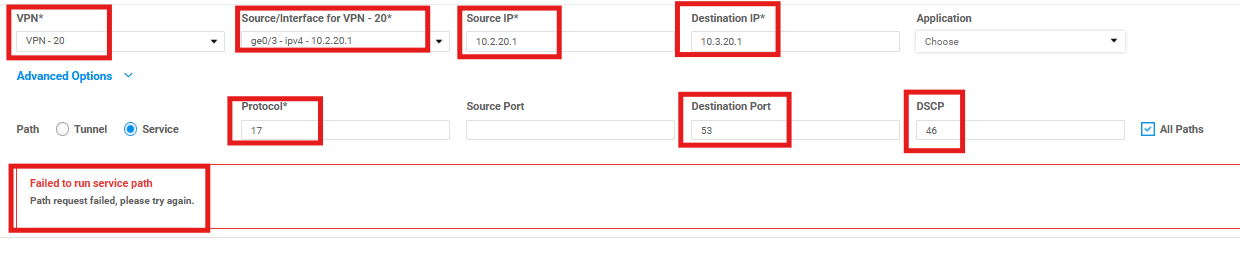 VPN* Source/Interface for VPN - 20* Source IP* Destination IP* Application
VPN - 20 ge0/3 - ipv4 - 10.2.20.1 10.2.20.1 10.3.20.1 Choose
Advanced Options
Protocol* Source Port Destination Port DSCP
Path Tunnel Service 17 53 46 All Paths
Failed to run service path
Path request failed, please try again.